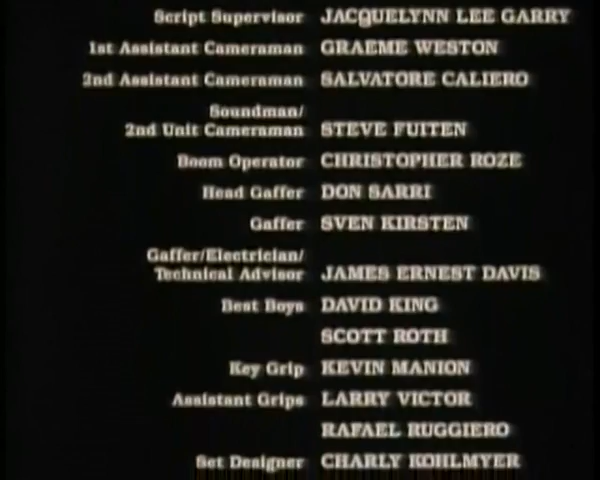 Script Supervisor JACQUELYNN LEE GARRY
1st Assistant Cameraman GRAEME WESTON
2nd Assistant Cameraman SALVATORE CALIERO
Soundman/
2nd Unit Cameraman STEVE FUITEN
Boom Operator CHRISTOPHER ROZE
Head Gaffer DON SARRI
Gaffer SVEN KIRSTEN
Gaffer/Electrician/
Technical Advisor JAMES ERNEST DAVIS
Best Boys DAVID KING
SCOTT ROTH
Key Grip KEVIN MANION
Assistant Grips LARRY VICTOR
RAFAEL RUGGIERO
Set Designer CHARLY KOHLMYER